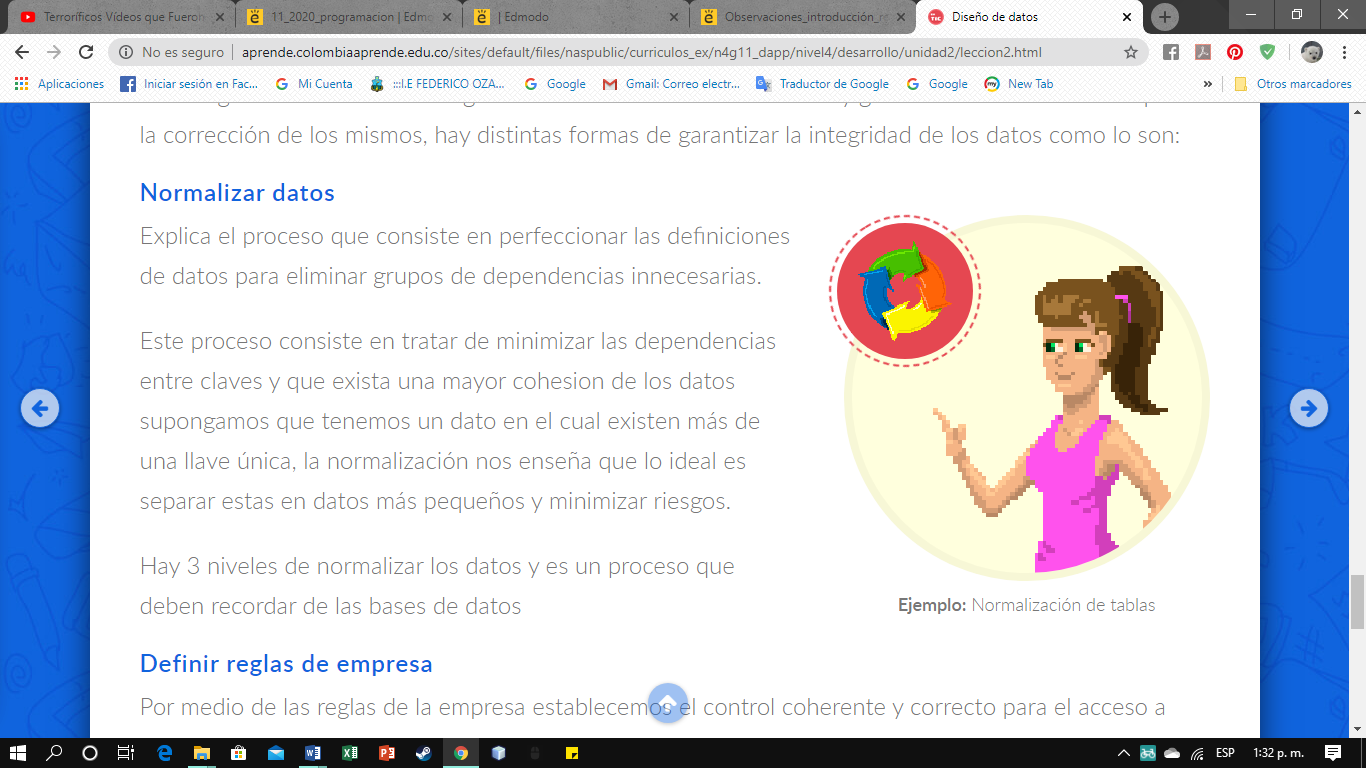 Terroríficos Vídeos que Fueron
11_2020_programacion | Edmo
| Edmodo
Observaciones_introducción_r
Diseño de datos
No es seguro | aprende.colombiaaprende.edu.co/sites/default/files/naspublic/curriculos_ex/n4g11_dapp/nivel4/desarrollo/unidad2/leccion2.html
Aplicaciones
Iniciar sesión en Fac...
Mi Cuenta
:::I.E FEDERICO OZA...
Google
Gmail: Correo electr...
Traductor de Google
Google
New Tab
»
Otros marcadores
la corrección de los mismos, hay distintas formas de garantizar la integridad de los datos como lo son:
Normalizar datos
Explica el proceso que consiste en perfeccionar las definiciones
de datos para eliminar grupos de dependencias innecesarias.
Este proceso consiste en tratar de minimizar las dependencias
entre claves y que exista una mayor cohesion de los datos
supongamos que tenemos un dato en el cual existen más de
una llave única, la normalización nos enseña que lo ideal es
separar estas en datos más pequeños y minimizar riesgos.
Hay 3 niveles de normalizar los datos y es un proceso que
deben recordar de las bases de datos
TIC
Ejemplo: Normalización de tablas
Definir reglas de empresa
Por medio de las reglas de la empresa establecemos el control coherente y correcto para el acceso a
ESP
1:32 p. m.